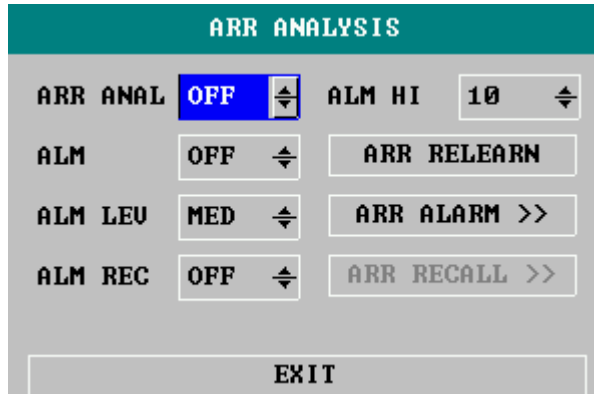 ARR ANALYSIS
ARR ANAL OFF ALM HI 10
ALM OFF ARR RELEARN
ALM LEV MED ARR ALARM >>
ALM REC OFF ARR RECALL >>
EXIT